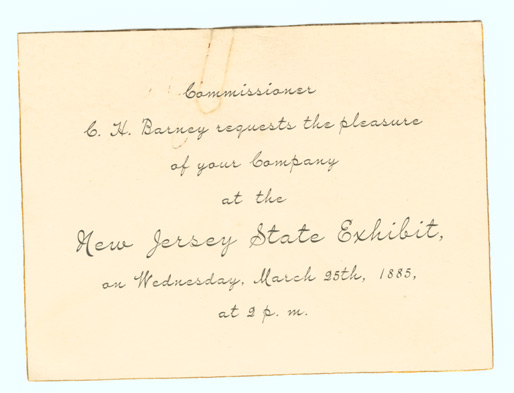 Commissioner
C. H. Barney requests the pleasure
of your Company
at the
New Jersey State Exhibit,
on Wednesday, March 25th, 1885,
at 2 p. m.